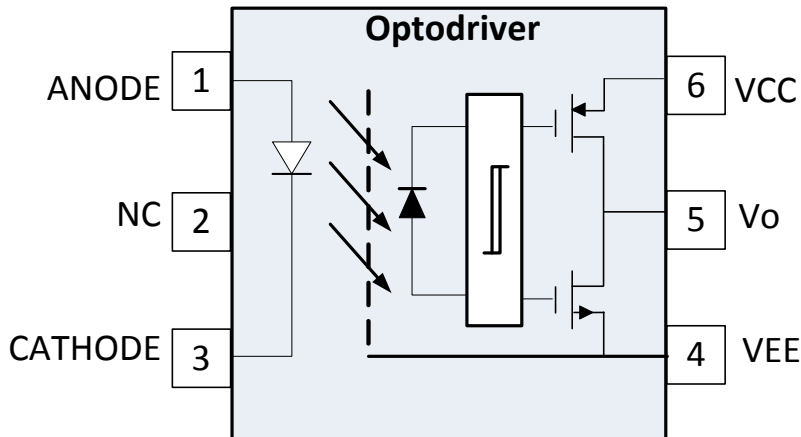 Optodriver
ANODE 1
6 VCC
NC 2
5 Vo
CATHODE 3
4 VEE